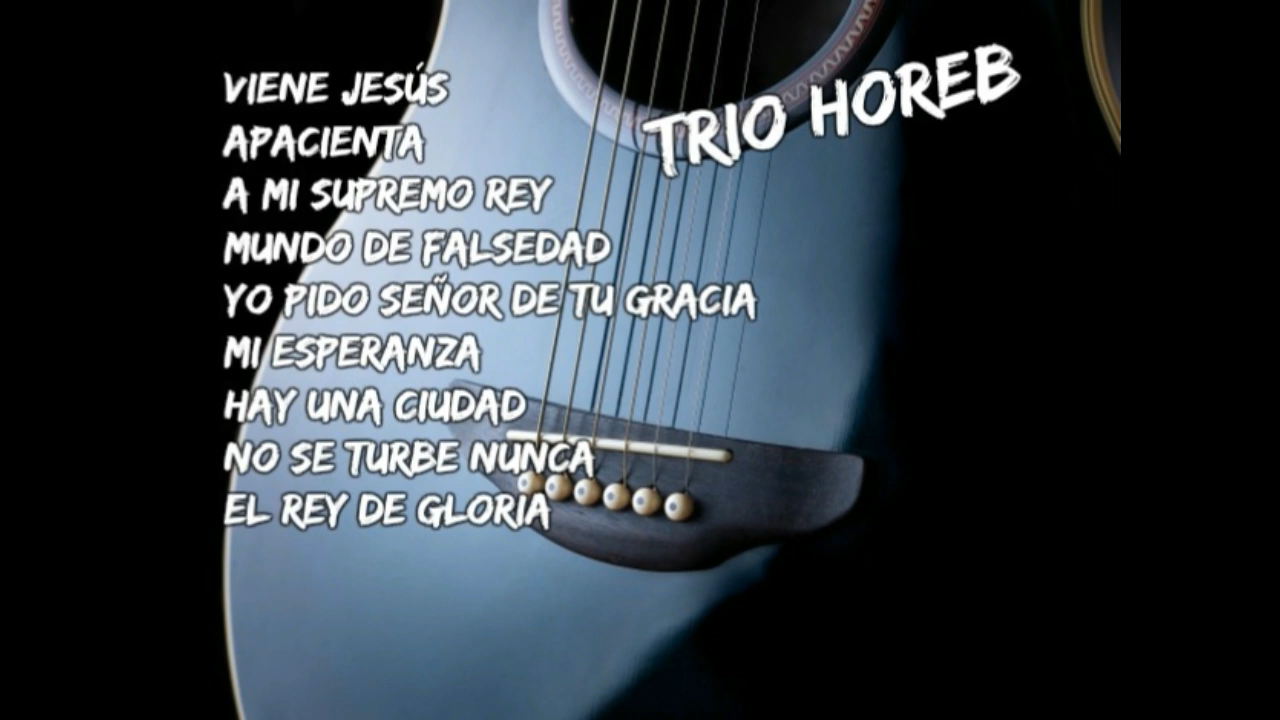 VIENE JESÚS
APACIENTA
A MI SUPREMO REY
MUNDO DE FALSEDAD
YO PIDO SEÑOR DE TU GRACIA
MI ESPERANZA
HAY UNA CIUDAD
NO SE TURBE NUNCA
EL REY DE GLORIA
TRIO HOREB